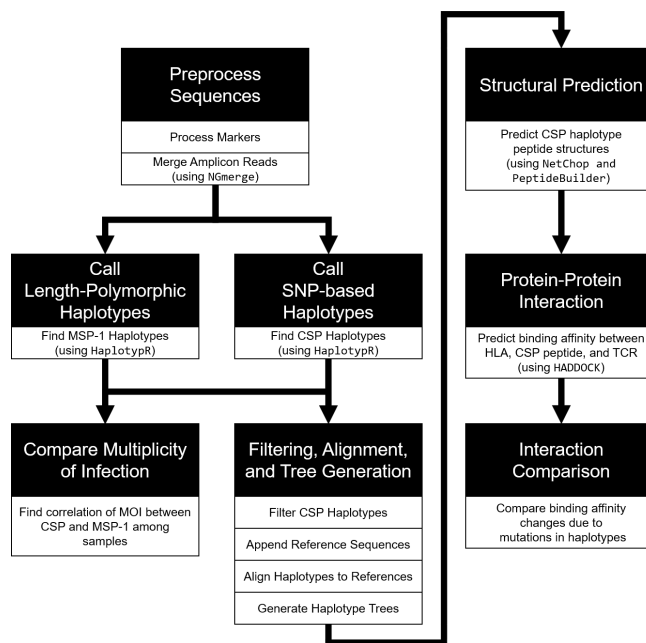 Preprocess
Sequences
Process Markers
Merge Amplicon Reads
(using NGmerge)
Call
Length-Polymorphic
Haplotypes
Find MSP-1 Haplotypes
(using HaplotypR)
Call
SNP-based
Haplotypes
Find CSP Haplotypes
(using HaplotypR)
Compare Multiplicity
of Infection
Find correlation of MOI between
CSP and MSP-1 among
samples
Filtering, Alignment,
and Tree Generation
Filter CSP Haplotypes
Append Reference Sequences
Align Haplotypes to References
Generate Haplotype Trees
Structural Prediction
Predict CSP haplotype
peptide structures
(using NetChop and
PeptideBuilder)
Protein-Protein
Interaction
Predict binding affinity between
HLA, CSP peptide, and TCR
(using HADDOCK)
Interaction
Comparison
Compare binding affinity
changes due to
mutations in haplotypes